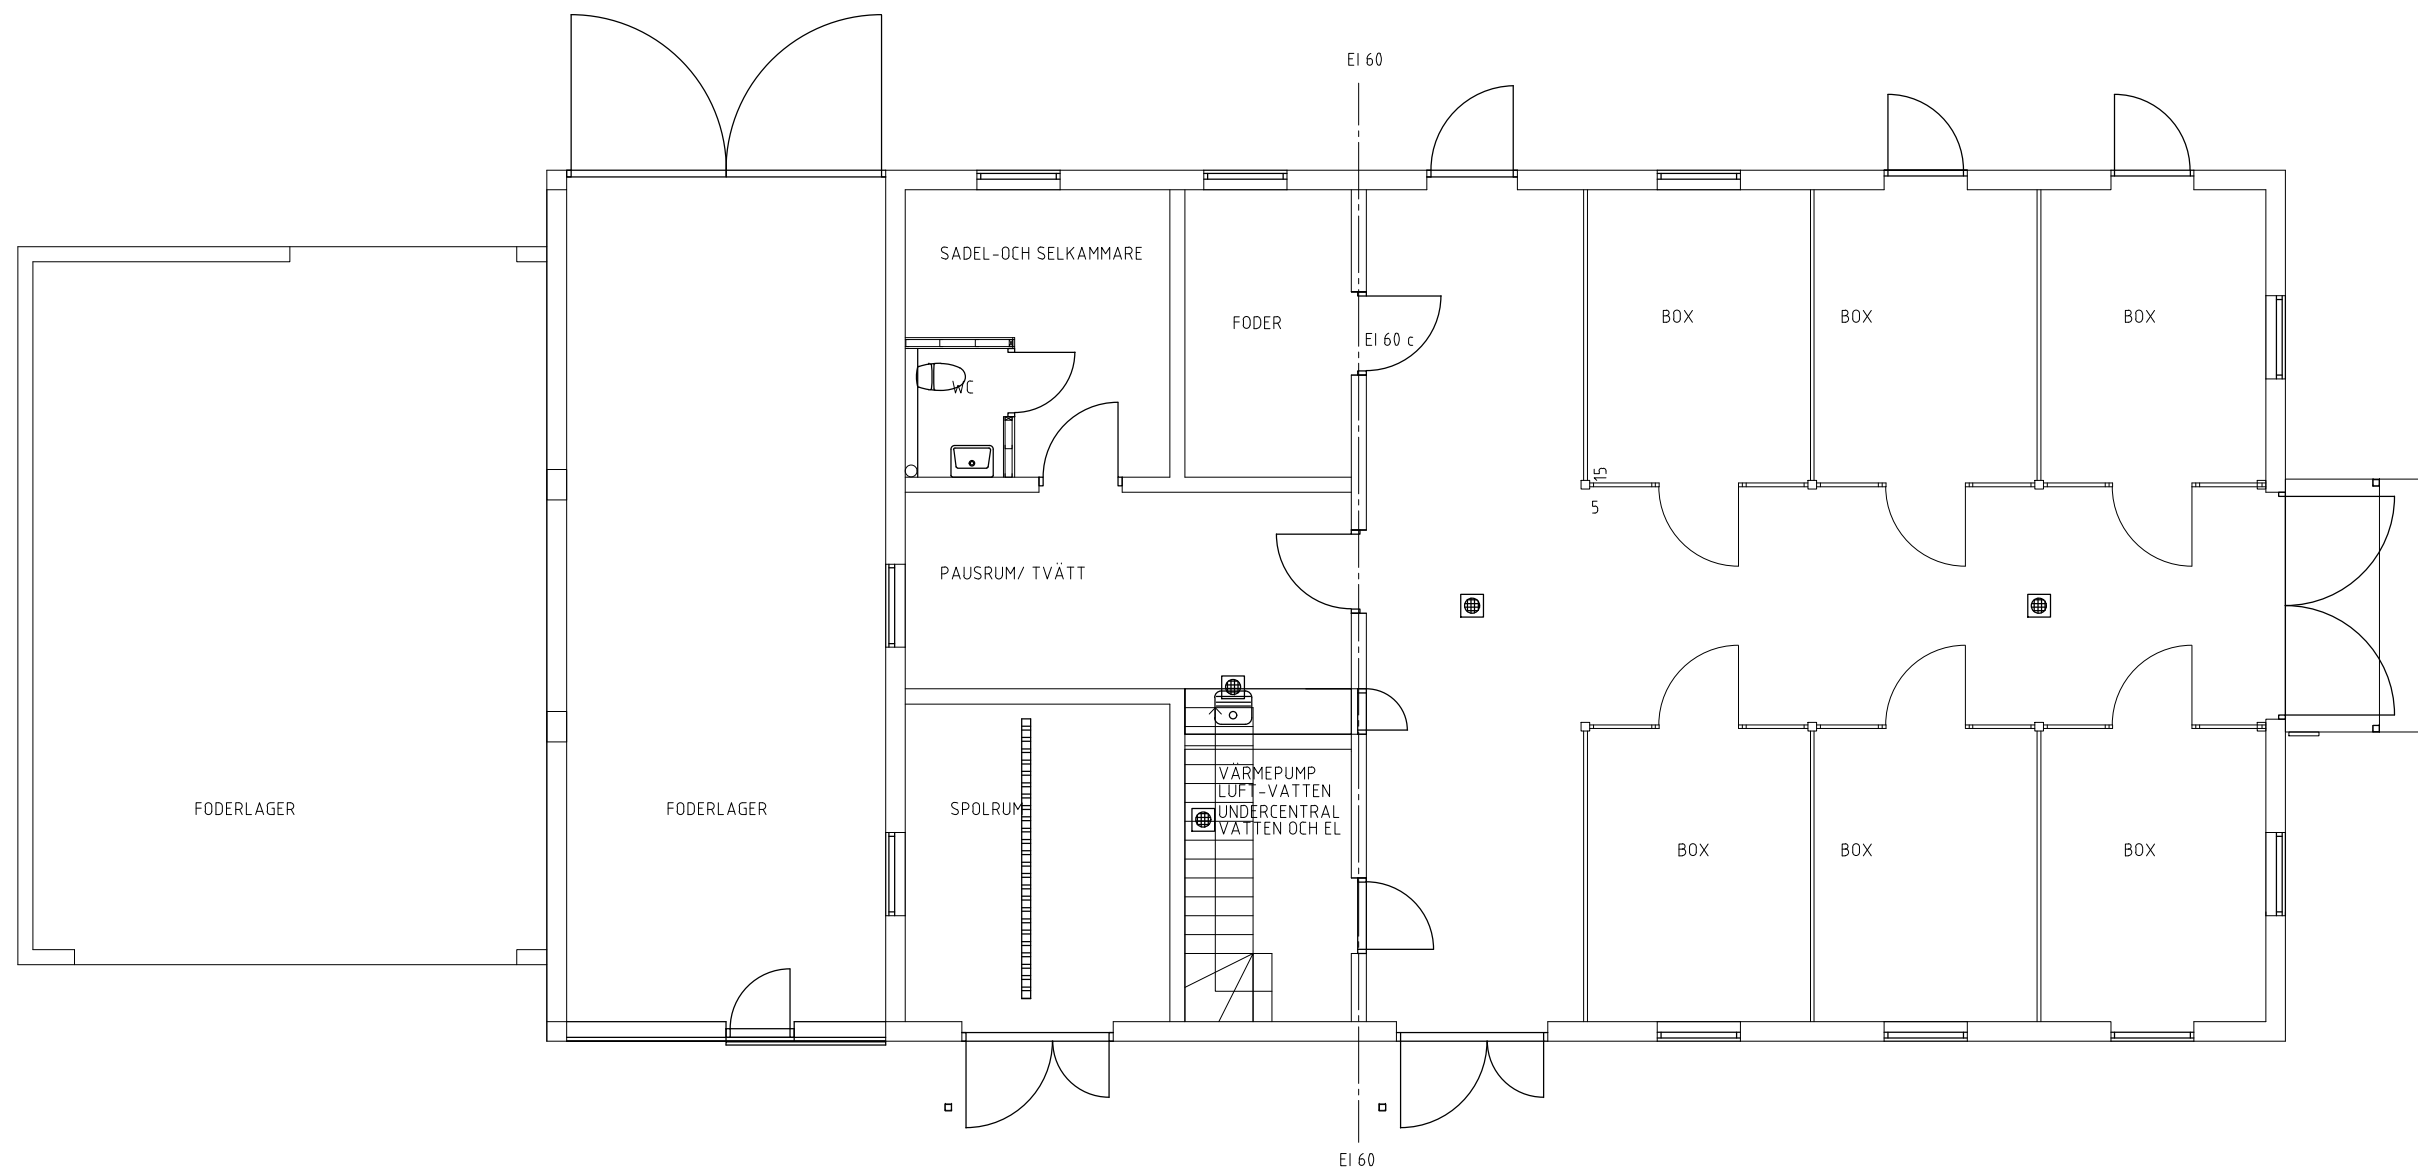 EI 60
SADEL-OCH SELKAMMARE
FODER
EI 60 c
BOX
BOX
BOX
WC
15
5
PAUSRUM/ TVÄTT
FODERLAGER
FODERLAGER
SPOLRUM
VÄRMEPUMP
LUFT-VATTEN
UNDERCENTRAL
VATTEN OCH EL
BOX
BOX
BOX
EI 60